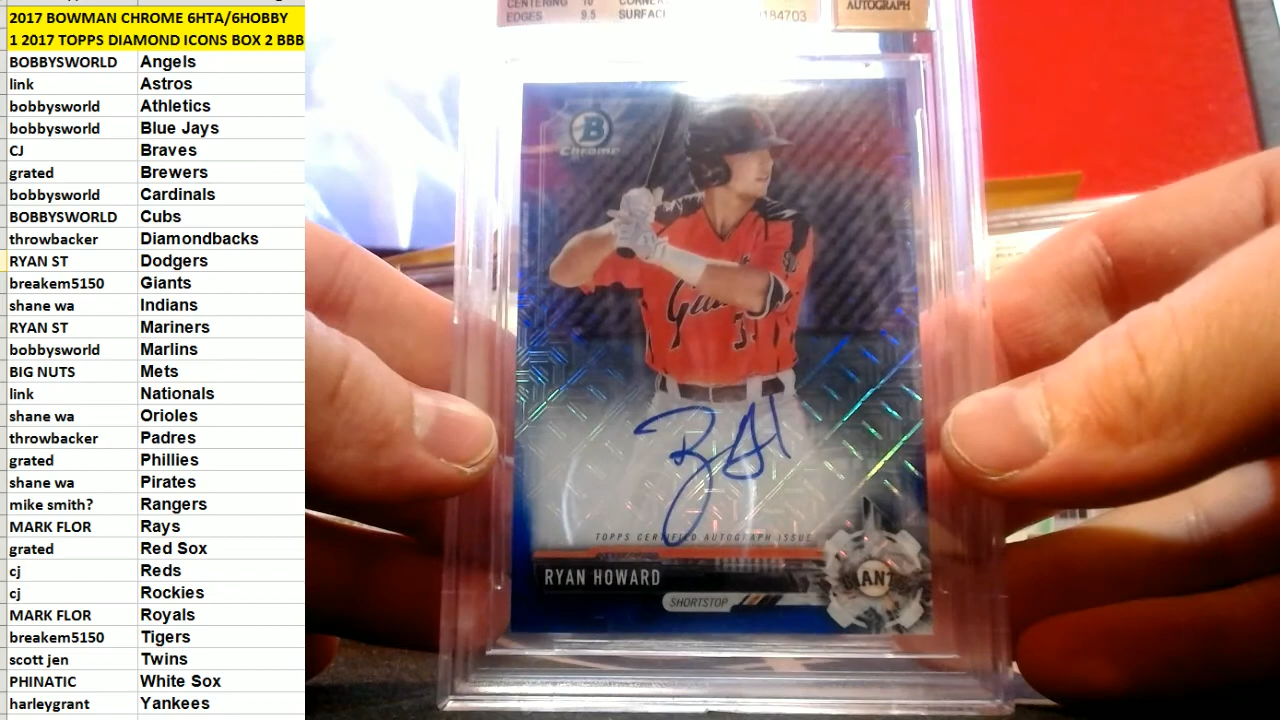 2017 BOWMAN CHROME 6HTA/6HOBBY
1 2017 TOPPS DIAMOND ICONS BOX 2 BBB
BOBBYSWORLD Angels
link Astros
bobbysworld Athletics
bobbysworld Blue Jays
CJ Braves
grated Brewers
bobbysworld Cardinals
BOBBYSWORLD Cubs
throwbacker Diamondbacks
RYAN ST Dodgers
breakem5150 Giants
shane wa Indians
RYAN ST Mariners
bobbysworld Marlins
BIG NUTS Mets
link Nationals
shane wa Orioles
throwbacker Padres
grated Phillies
shane wa Pirates
mike smith? Rangers
MARK FLOR Rays
grated Red Sox
cj Reds
cj Rockies
MARK FLOR Royals
breakem5150 Tigers
scott jen Twins
PHINATIC White Sox
harleygrant Yankees
CENTERING 10
EDGES 9.5 SURFACE
184703
AUTOGRAPH
B
Chrome
TOPPS CERTIFIED AUTOGRAPH ISSUE
RYAN HOWARD
SHORTSTOP
GIANTS